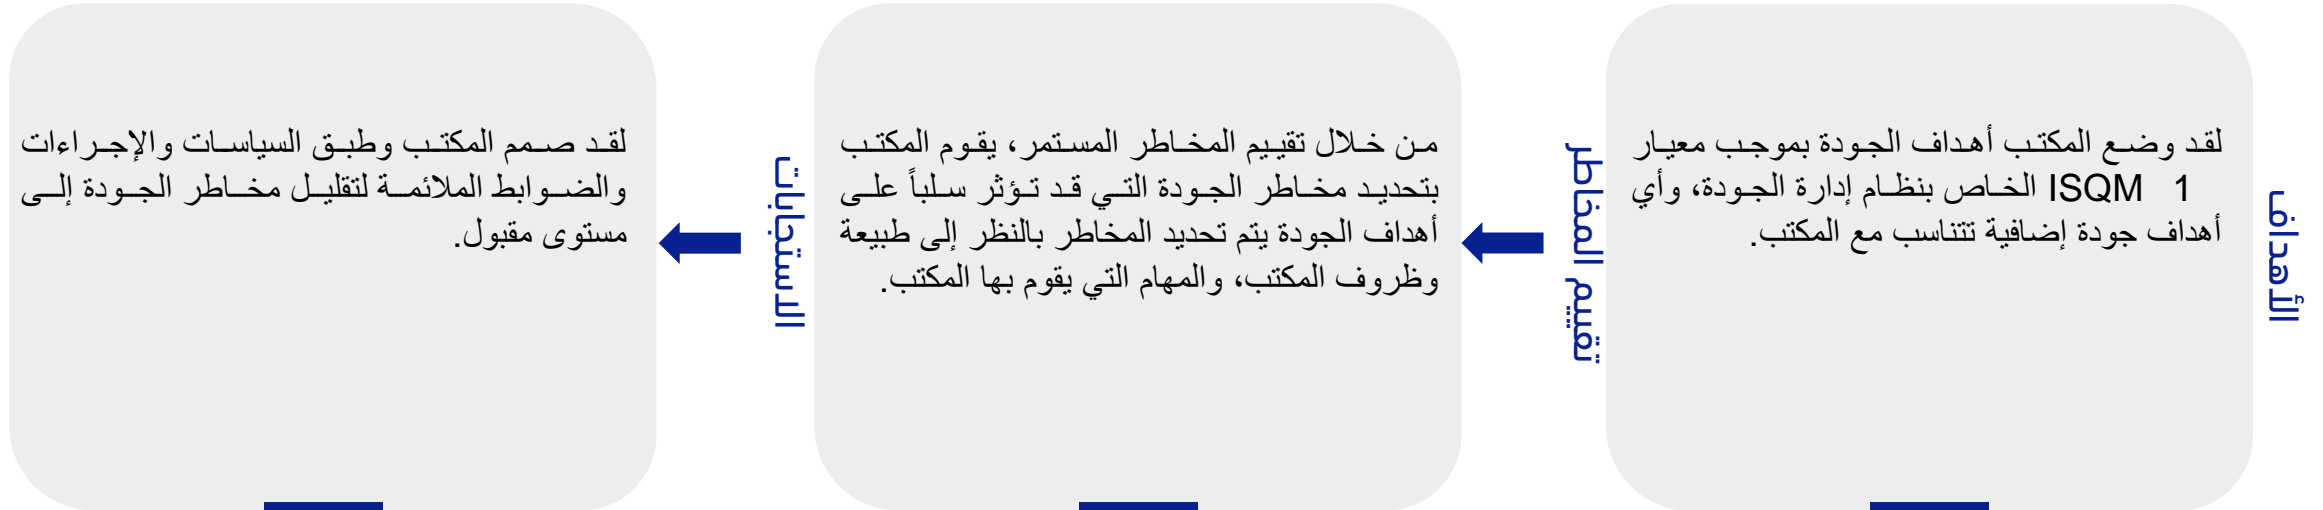 الأهداف
لقد وضع المكتب أهداف الجودة بموجب معيار
ISQM 1 الخاص بنظام إدارة الجودة، وأي
أهداف جودة إضافية تتناسب مع المكتب.
تقييم المخاطر
من خلال تقييم المخاطر المستمر، يقوم المكتب
بتحديد مخاطر الجودة التي قد تؤثر سلباً على
أهداف الجودة يتم تحديد المخاطر بالنظر إلى طبيعة
وظروف المكتب، والمهام التي يقوم بها المكتب.
الاستجابات
لقد صمم المكتب وطبق السياسات والإجراءات
والضوابط الملائمة لتقليل مخاطر الجودة إلى
مستوى مقبول.